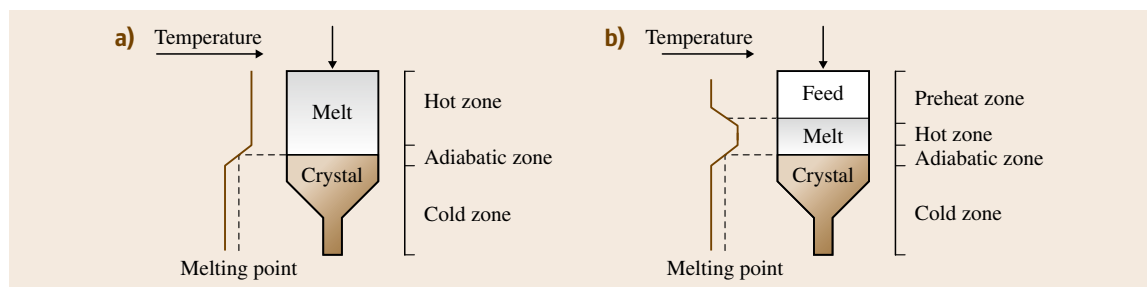 a)
Temperature
Melt
Hot zone
Adiabatic zone
Crystal
Cold zone
Melting point
b)
Temperature
Feed
Preheat zone
Melt
Hot zone
Adiabatic zone
Crystal
Cold zone
Melting point